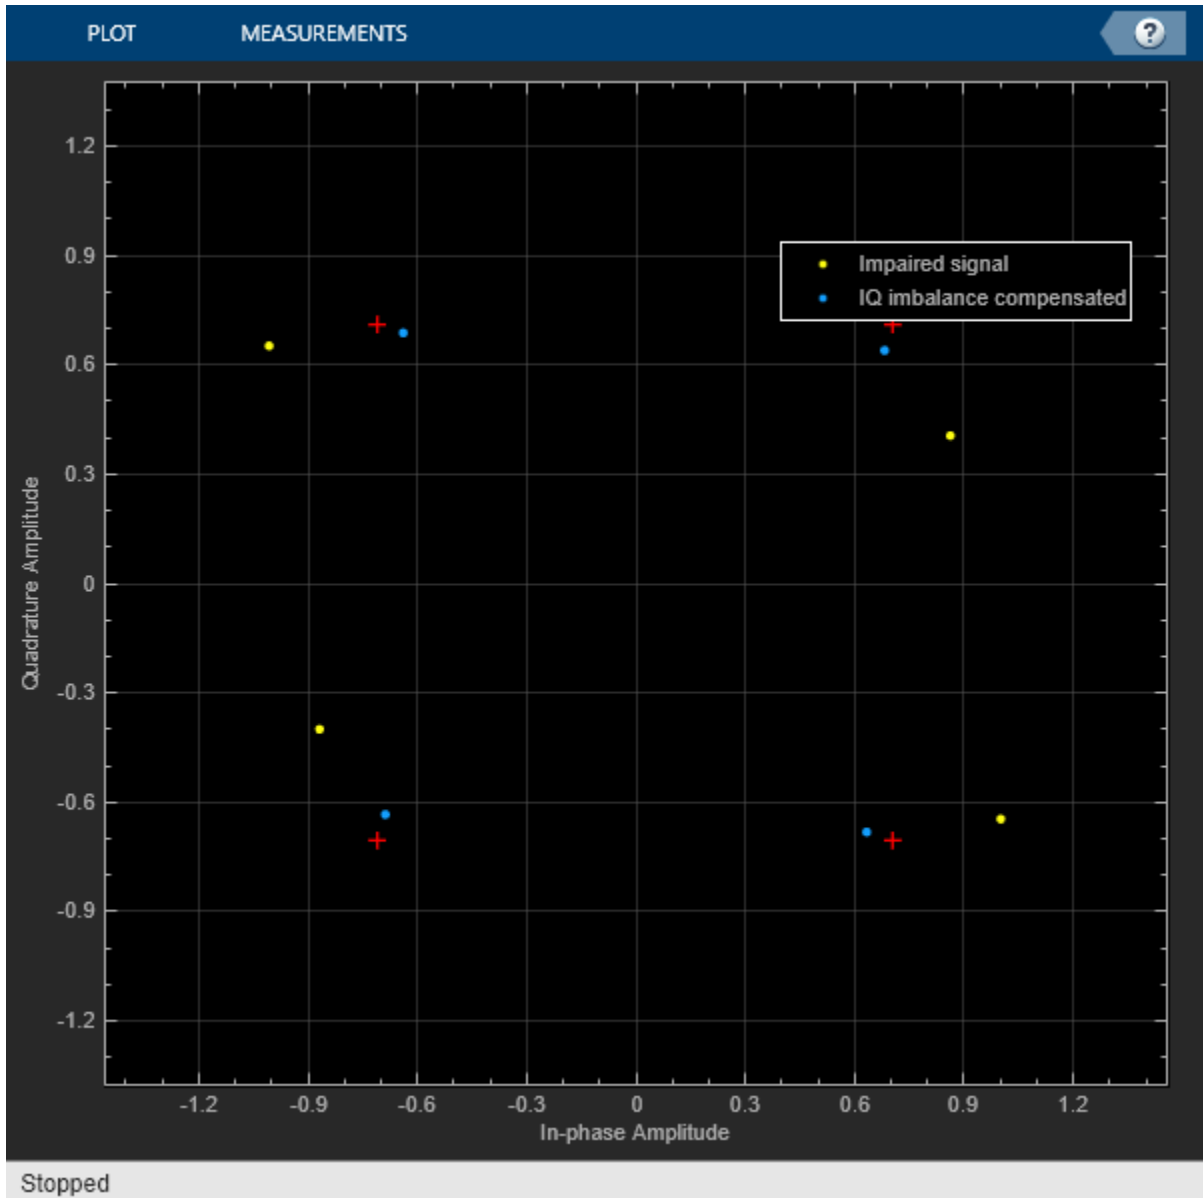 PLOT MEASUREMENTS ?
1.2
0.9
Impaired signal
IQ imbalance compensated
0.6
0.3
0
-0.3
-0.6
-0.9
-1.2
Quadrature Amplitude
-1.2 -0.9 -0.6 -0.3 0 0.3 0.6 0.9 1.2
In-phase Amplitude
Stopped